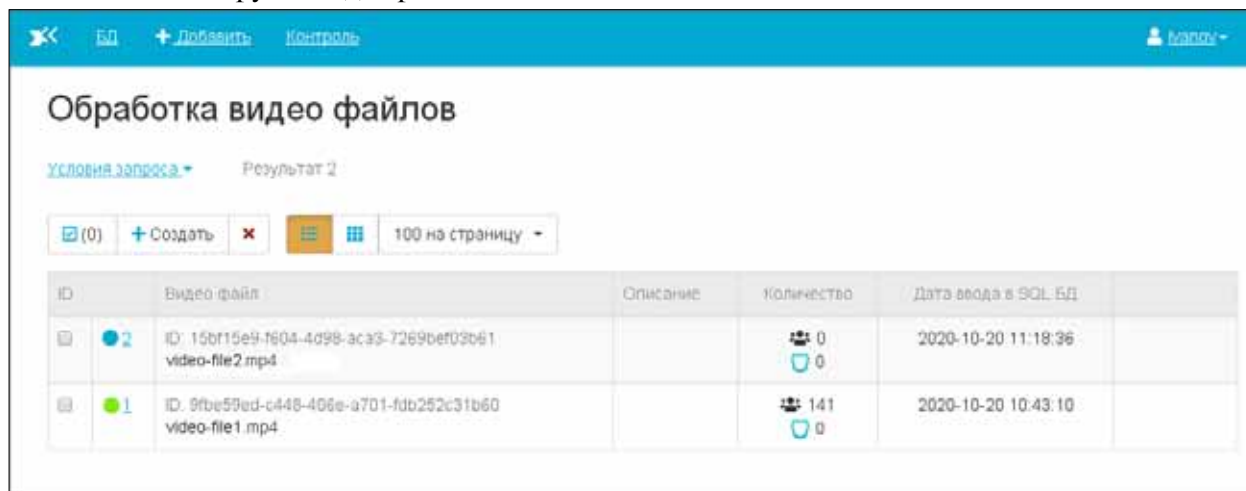 БД + Добавить Контроль ivanov
Обработка видео файлов
Условия запроса Результат 2
(0) + Создать 100 на страницу
ID Видео файл Описание Количество Дата ввода в SQL БД
2 ID: 15bf15e9-f604-4d98-aca3-7269bef03b61 0 2020-10-20 11:18:36
video-file2.mp4 0
1 ID: 9fbe59ed-c448-406e-a701-fdb252c31b60 141 2020-10-20 10:43:10
video-file1.mp4 0